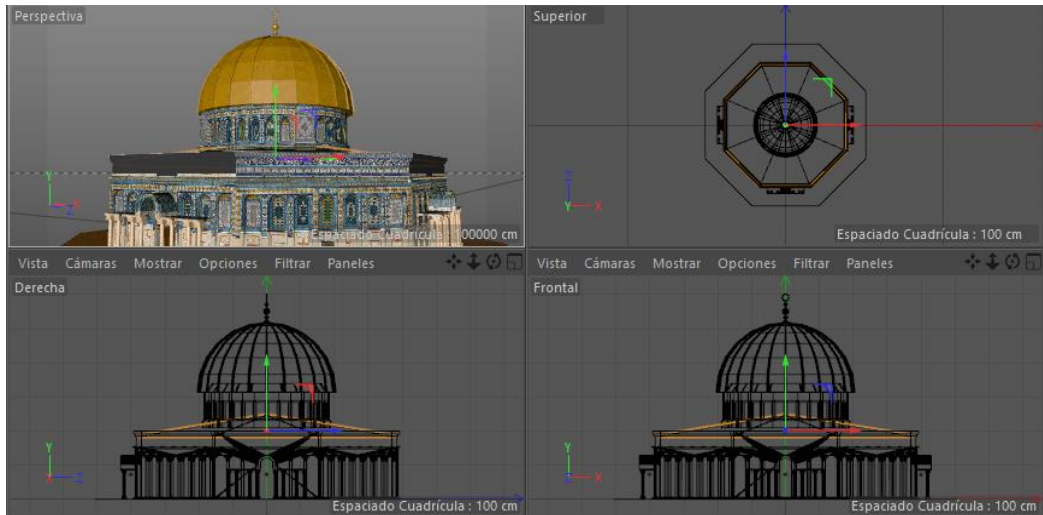 Perspectiva
Y
X
Z
Espaciado Cuadrícula : 100000 cm
Superior
Z
Y
X
Espaciado Cuadrícula : 100 cm
Vista Cámaras Mostrar Opciones Filtrar Paneles
Derecha
Y
X
Z
Espaciado Cuadrícula : 100 cm
Vista Cámaras Mostrar Opciones Filtrar Paneles
Frontal
Y
Z
X
Espaciado Cuadrícula : 100 cm